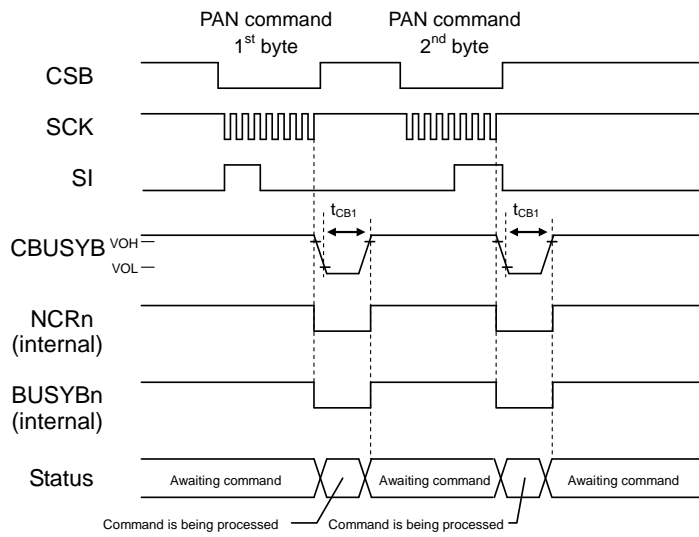 PAN command
1st byte
PAN command
2nd byte
CSB
SCK
SI
tCB1
tCB1
CBUSYB
VOH
VOL
NCRn
(internal)
BUSYBn
(internal)
Status
Awaiting command
Awaiting command
Awaiting command
Command is being processed
Command is being processed